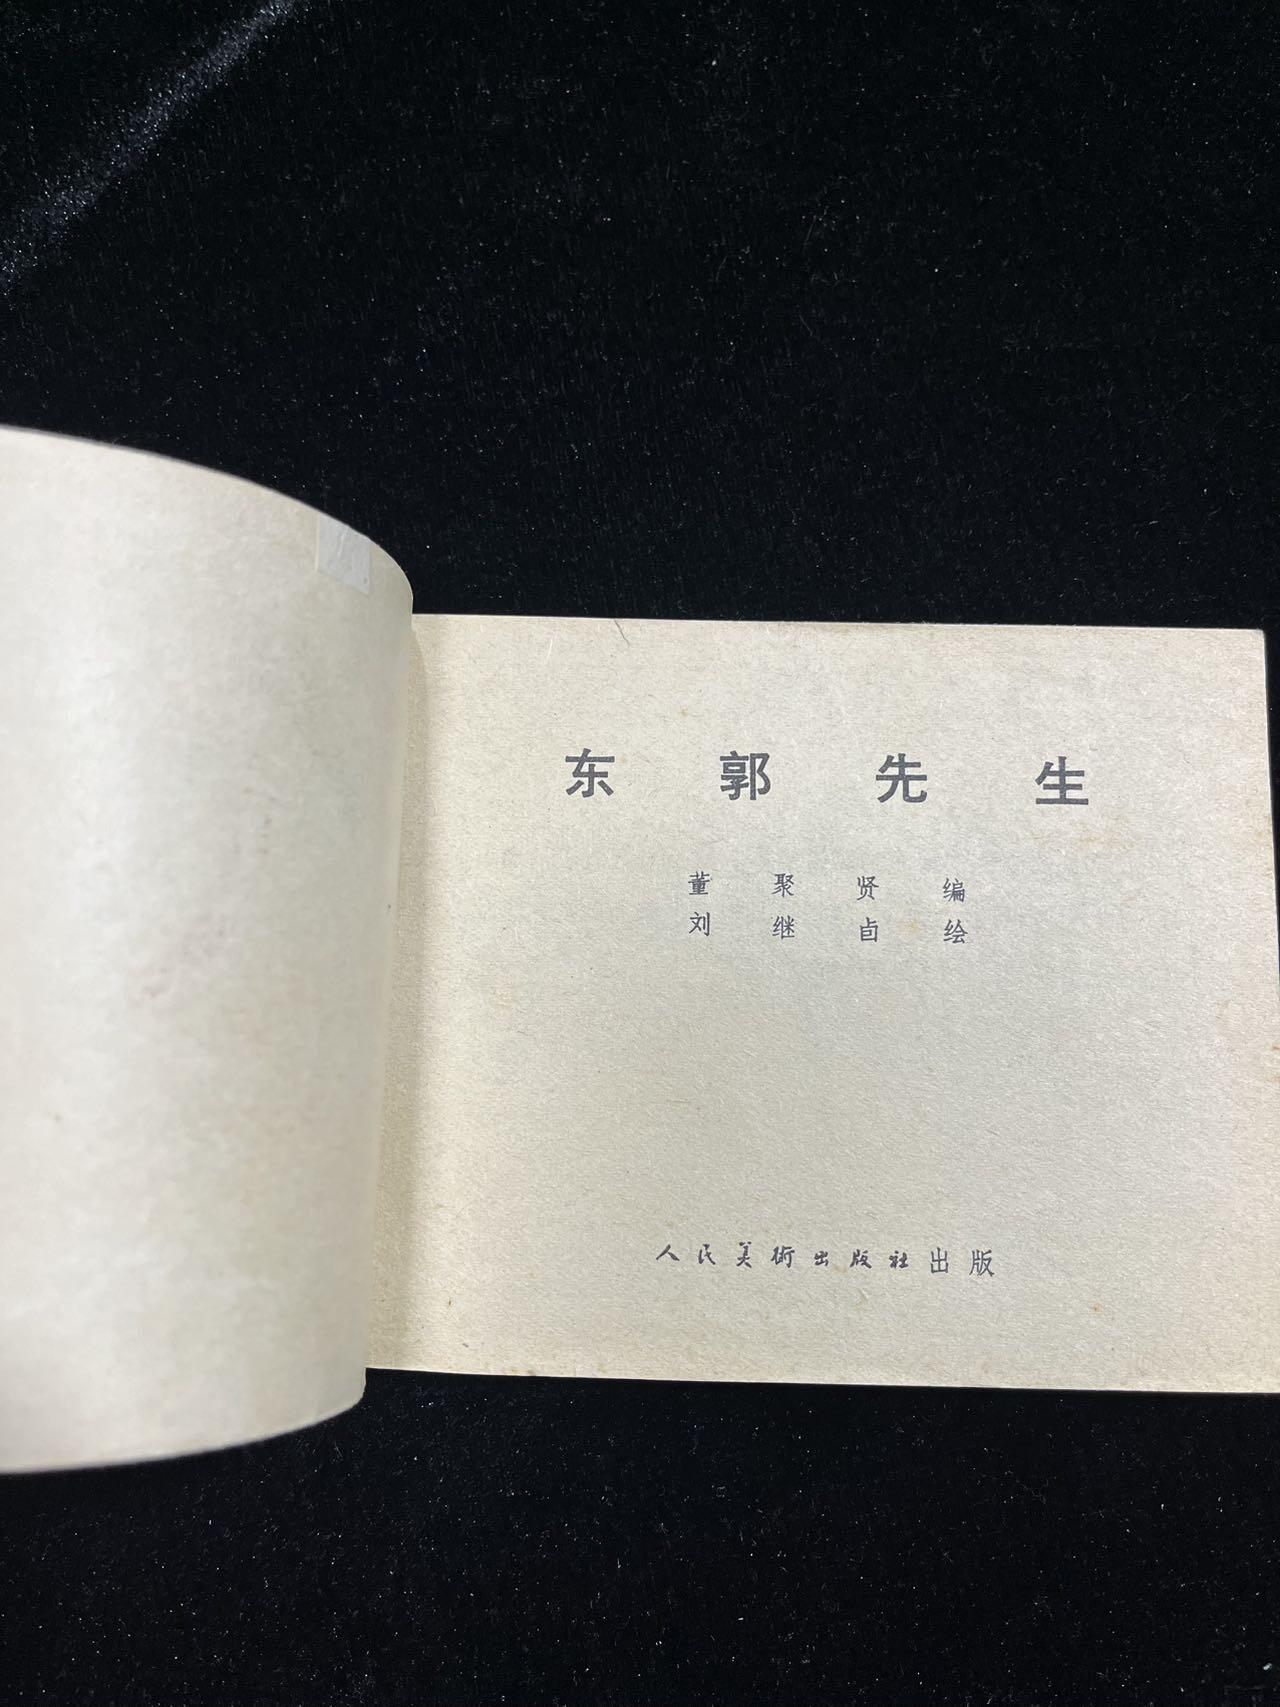 东郭先生
董聚贤编
刘继卣绘
人民美術出版社出版